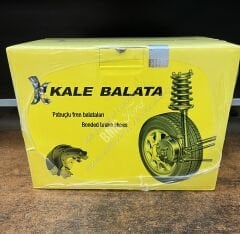 KALE BALATA
Pabuçlu fren balataları
Bonded brake shoes